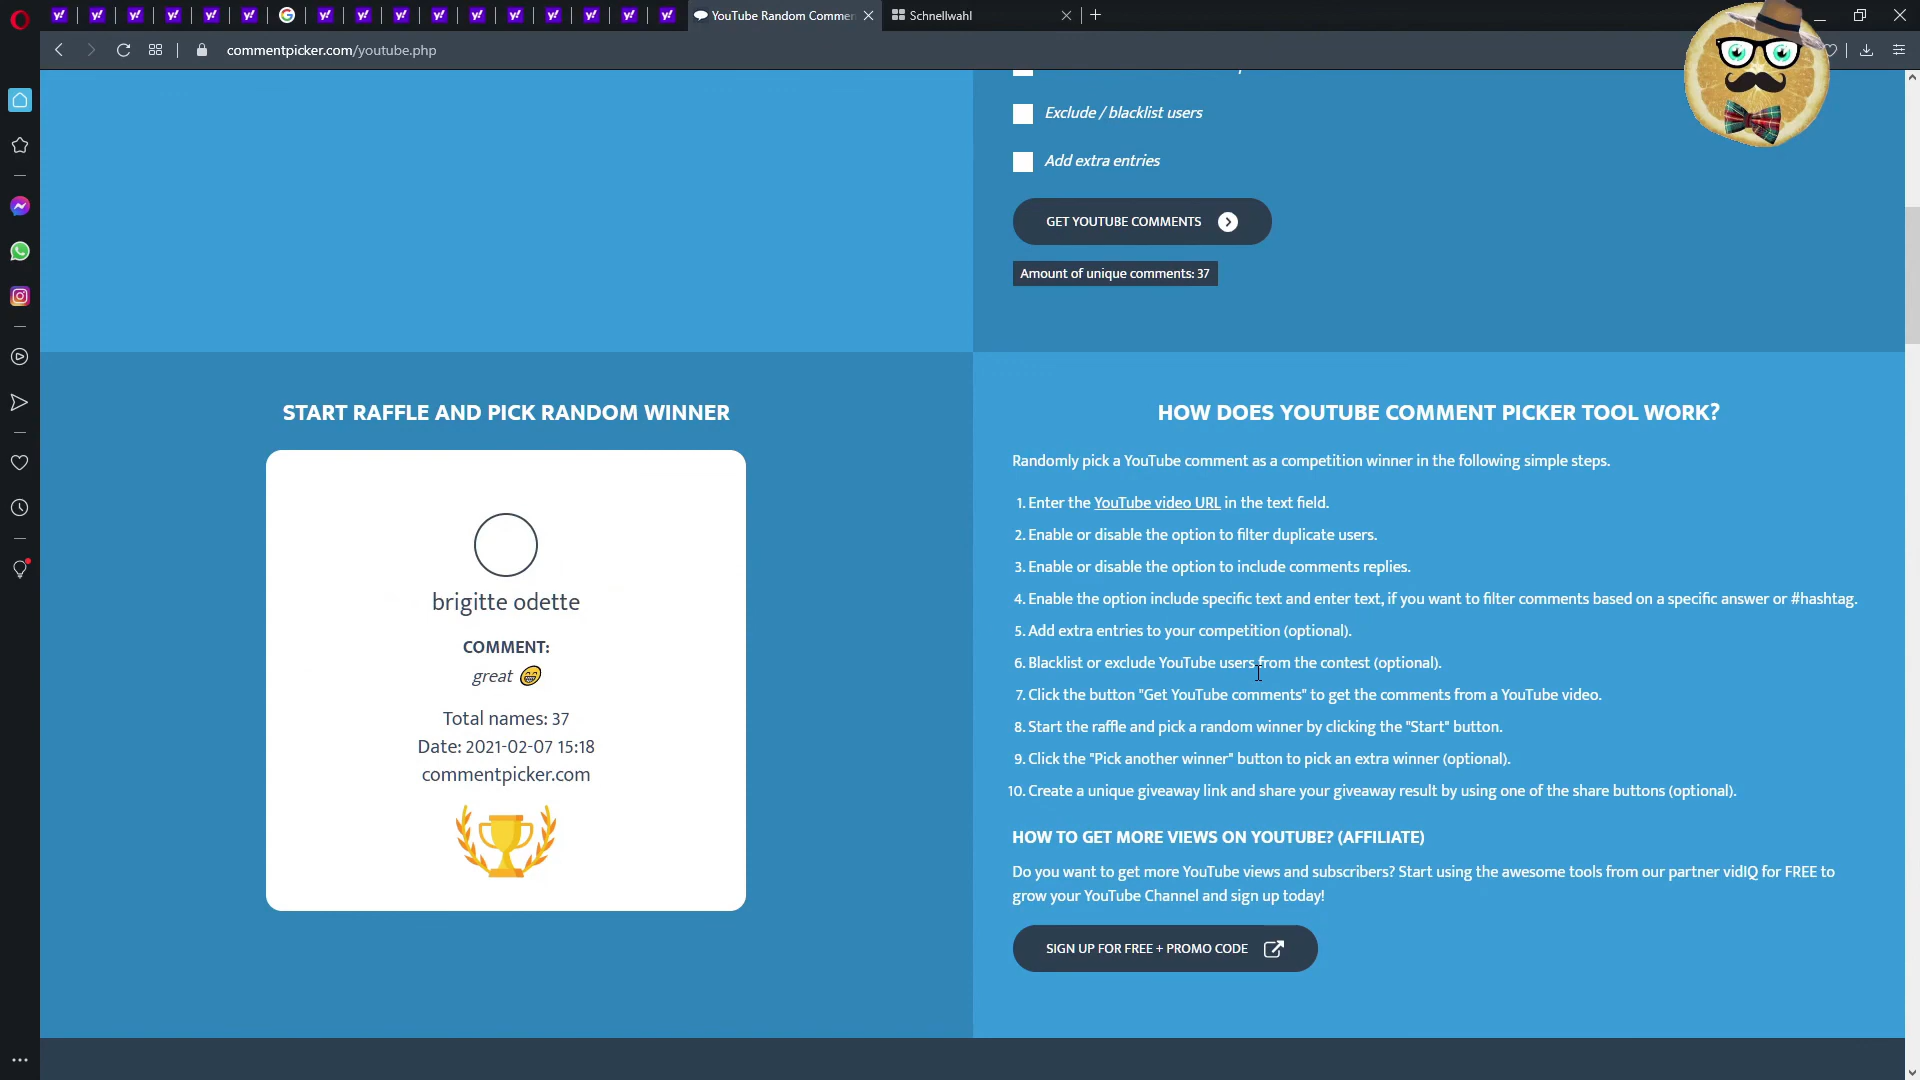 YouTube Random Commen
Schnellwahl
commentpicker.com/youtube.php
Exclude / blacklist users
Add extra entries
GET YOUTUBE COMMENTS
Amount of unique comments: 37
START RAFFLE AND PICK RANDOM WINNER
brigitte odette
COMMENT:
great 😁
Total names: 37
Date: 2021-02-07 15:18
commentpicker.com
HOW DOES YOUTUBE COMMENT PICKER TOOL WORK?
Randomly pick a YouTube comment as a competition winner in the following simple steps.
1. Enter the YouTube video URL in the text field.
2. Enable or disable the option to filter duplicate users.
3. Enable or disable the option to include comments replies.
4. Enable the option include specific text and enter text, if you want to filter comments based on a specific answer or #hashtag.
5. Add extra entries to your competition (optional).
6. Blacklist or exclude YouTube users from the contest (optional).
7. Click the button "Get YouTube comments" to get the comments from a YouTube video.
8. Start the raffle and pick a random winner by clicking the "Start" button.
9. Click the "Pick another winner" button to pick an extra winner (optional).
10. Create a unique giveaway link and share your giveaway result by using one of the share buttons (optional).
HOW TO GET MORE VIEWS ON YOUTUBE? (AFFILIATE)
Do you want to get more YouTube views and subscribers? Start using the awesome tools from our partner vidIQ for FREE to
grow your YouTube Channel and sign up today!
SIGN UP FOR FREE + PROMO CODE